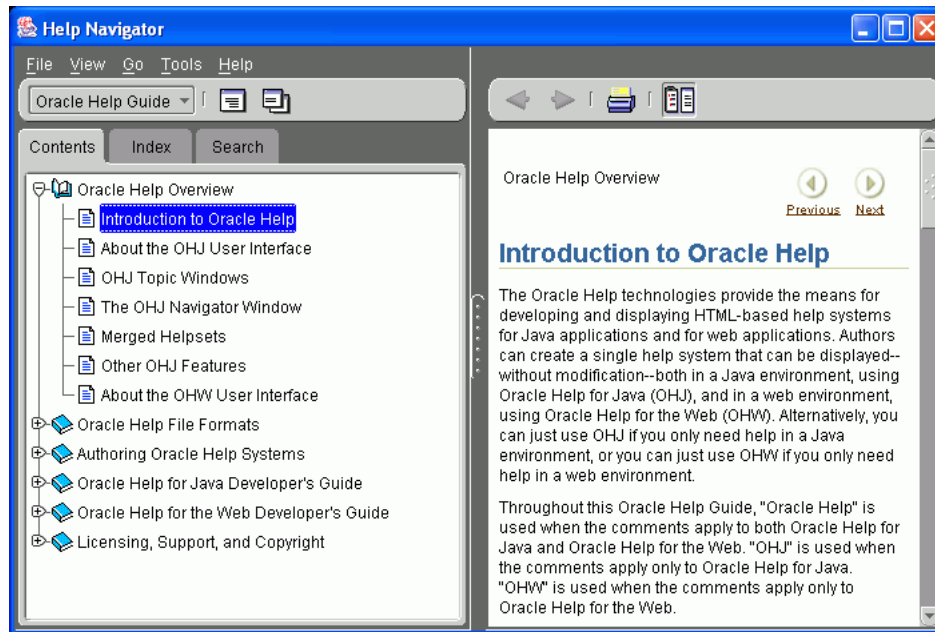 Help Navigator
File View Go Tools Help
Oracle Help Guide
Contents Index Search
Oracle Help Overview
Introduction to Oracle Help
About the OHJ User Interface
OHJ Topic Windows
The OHJ Navigator Window
Merged Helpsets
Other OHJ Features
About the OHW User Interface
Oracle Help File Formats
Authoring Oracle Help Systems
Oracle Help for Java Developer's Guide
Oracle Help for the Web Developer's Guide
Licensing, Support, and Copyright
Oracle Help Overview
Previous Next
Introduction to Oracle Help
The Oracle Help technologies provide the means for
developing and displaying HTML-based help systems
for Java applications and for web applications. Authors
can create a single help system that can be displayed--
without modification--both in a Java environment, using
Oracle Help for Java (OHJ), and in a web environment,
using Oracle Help for the Web (OHW). Alternatively, you
can just use OHJ if you only need help in a Java
environment, or you can just use OHW if you only need
help in a web environment.
Throughout this Oracle Help Guide, "Oracle Help" is
used when the comments apply to both Oracle Help for
Java and Oracle Help for the Web. "OHJ" is used when
the comments apply only to Oracle Help for Java.
"OHW" is used when the comments apply only to
Oracle Help for the Web.